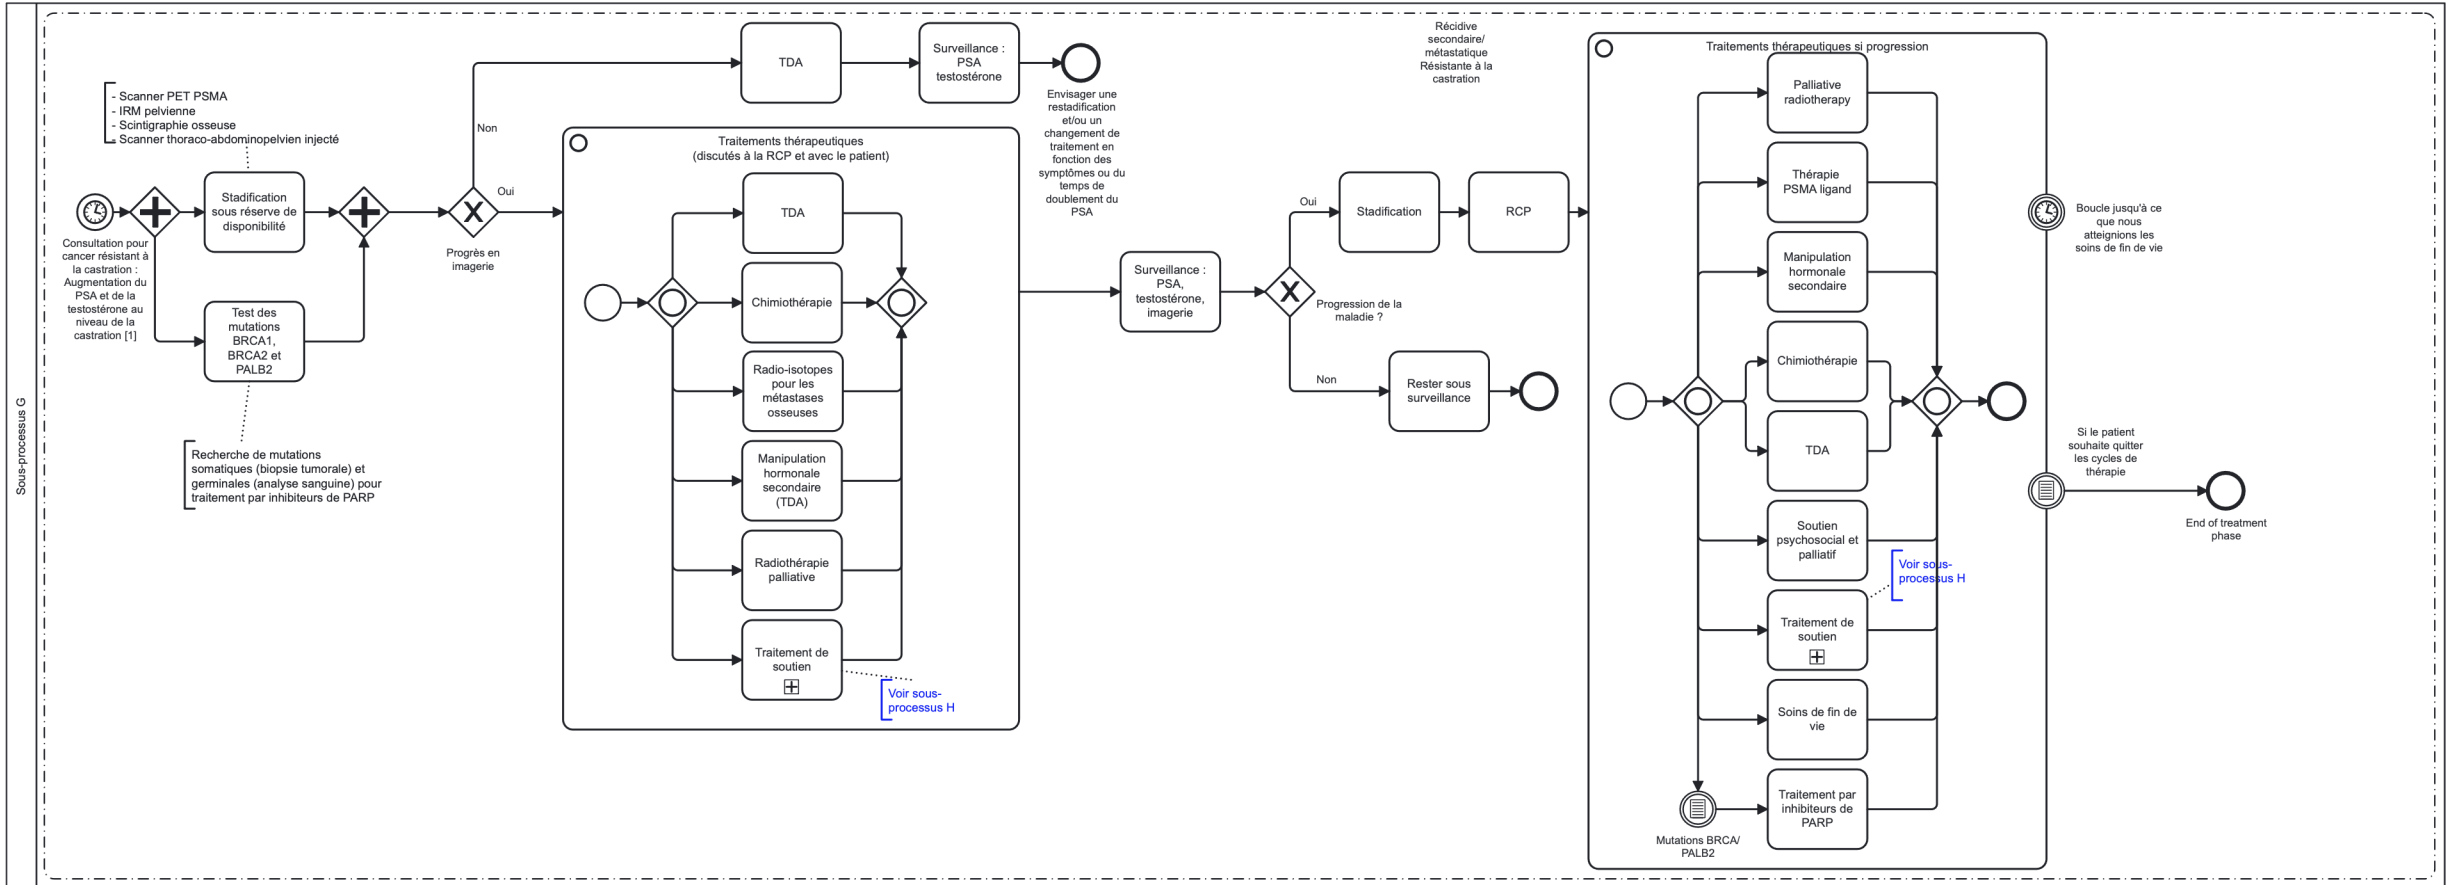 Sous-processus G
- Scanner PET PSMA
- IRM pelvienne
- Scintigraphie osseuse
- Scanner thoraco-abdominopelvien injecté
Consultation pour
cancer résistant à
la castration :
Augmentation du
PSA et de la
testostérone au
niveau de la
castration [1]
Stadification
sous réserve de
disponibilité
Test des
mutations
BRCA1,
BRCA2 et
PALB2
Recherche de mutations
somatiques (biopsie tumorale) et
germinales (analyse sanguine) pour
traitement par inhibiteurs de PARP
Progrès en
imagerie
Non
Oui
TDA
Surveillance :
PSA
testostérone
Envisager une
restadification
et/ou un
changement de
traitement en
fonction des
symptômes ou du
temps de
doublement du
PSA
Traitements thérapeutiques
(discutés à la RCP et avec le patient)
TDA
Chimiothérapie
Radio-isotopes
pour les
métastases
osseuses
Manipulation
hormonale
secondaire
(TDA)
Radiothérapie
palliative
Traitement de
soutien
Voir sous-
processus H
Surveillance :
PSA,
testostérone,
imagerie
Progression de la
maladie ?
Oui
Non
Stadification
RCP
Rester sous
surveillance
Récidive
secondaire/
métastatique
Résistante à la
castration
Traitements thérapeutiques si progression
Palliative
radiotherapy
Thérapie
PSMA ligand
Manipulation
hormonale
secondaire
Chimiothérapie
TDA
Soutien
psychosocial et
palliatif
Voir sous-
processus H
Traitement de
soutien
Soins de fin de
vie
Traitement par
inhibiteurs de
PARP
Mutations BRCA/
PALB2
Boucle jusqu'à ce
que nous
atteignions les
soins de fin de vie
Si le patient
souhaite quitter
les cycles de
thérapie
End of treatment
phase